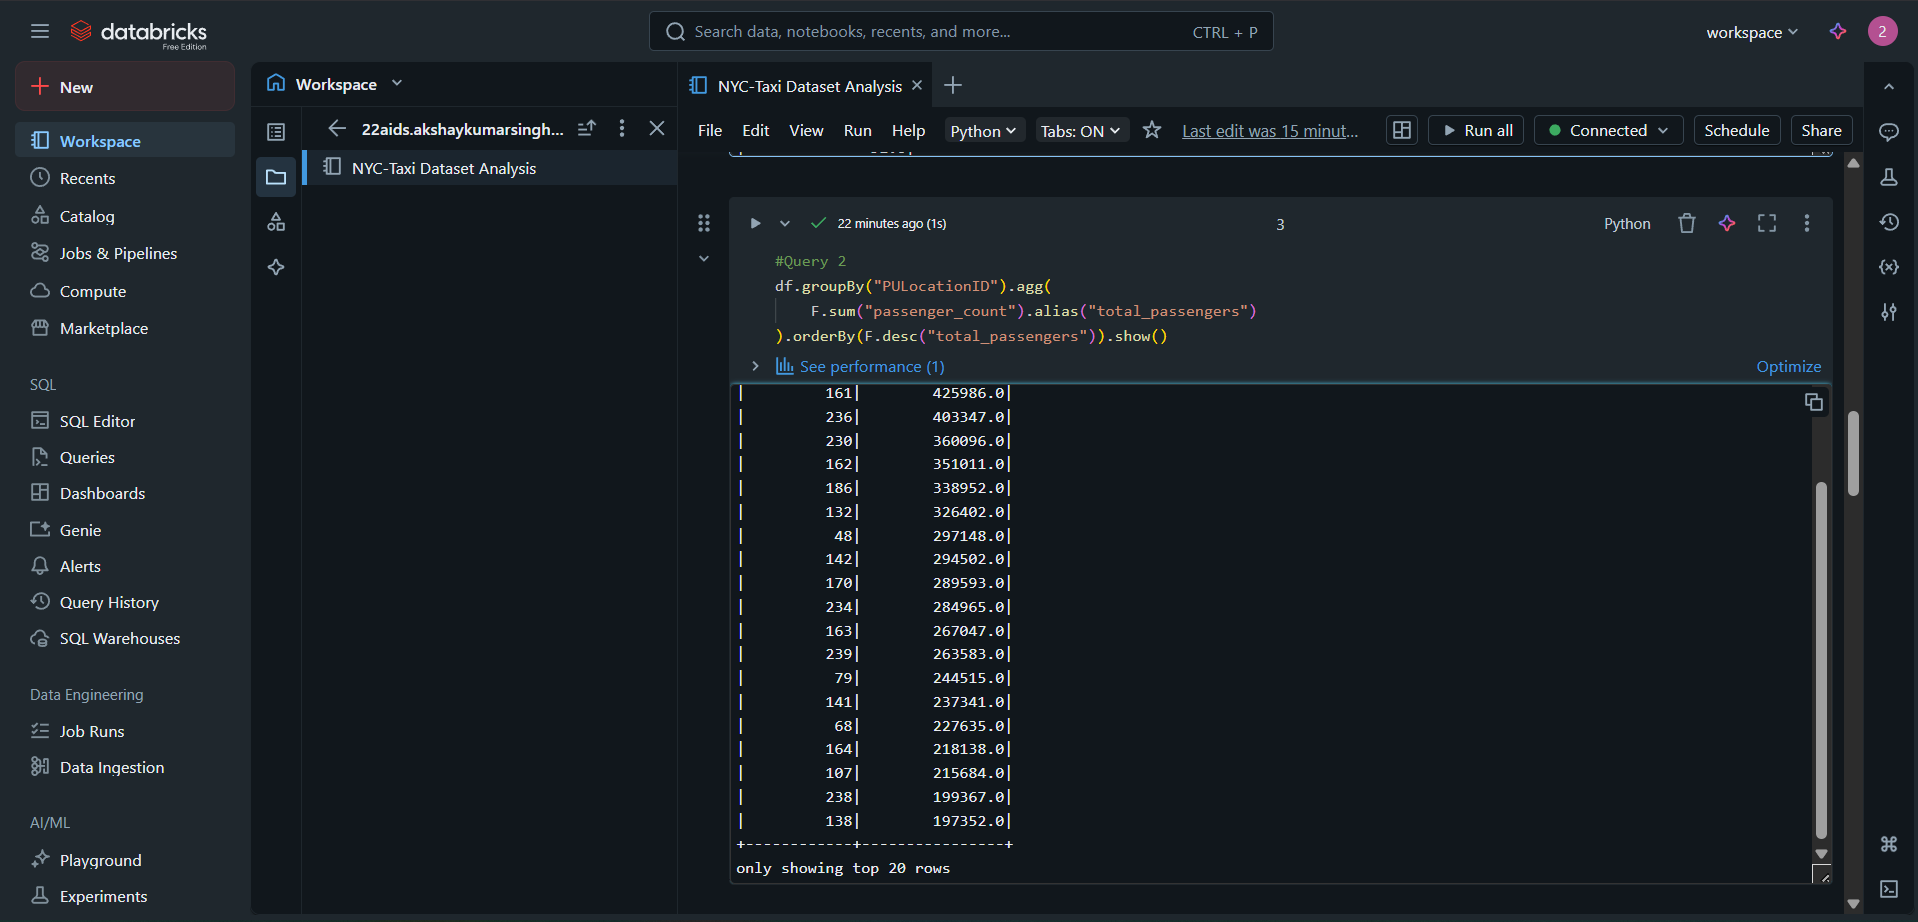 databricks
Free Edition
Search data, notebooks, recents, and more...
CTRL + P
workspace
2
New
Workspace
Recents
Catalog
Jobs & Pipelines
Compute
Marketplace
SQL
SQL Editor
Queries
Dashboards
Genie
Alerts
Query History
SQL Warehouses
Data Engineering
Job Runs
Data Ingestion
AI/ML
Playground
Experiments
Workspace
22aids.akshaykumarsingh...
NYC-Taxi Dataset Analysis
NYC-Taxi Dataset Analysis
File Edit View Run Help Python Tabs: ON Last edit was 15 minut... Run all Connected Schedule Share
22 minutes ago (1s)
3
Python
#Query 2
df.groupBy("PULocationID").agg(
    F.sum("passenger_count").alias("total_passengers")
).orderBy(F.desc("total_passengers")).show()
See performance (1)
Optimize
|         161|        425986.0|
|         236|        403347.0|
|         230|        360096.0|
|         162|        351011.0|
|         186|        338952.0|
|         132|        326402.0|
|          48|        297148.0|
|         142|        294502.0|
|         170|        289593.0|
|         234|        284965.0|
|         163|        267047.0|
|         239|        263583.0|
|          79|        244515.0|
|         141|        237341.0|
|          68|        227635.0|
|         164|        218138.0|
|         107|        215684.0|
|         238|        199367.0|
|         138|        197352.0|
+------------+----------------+
only showing top 20 rows